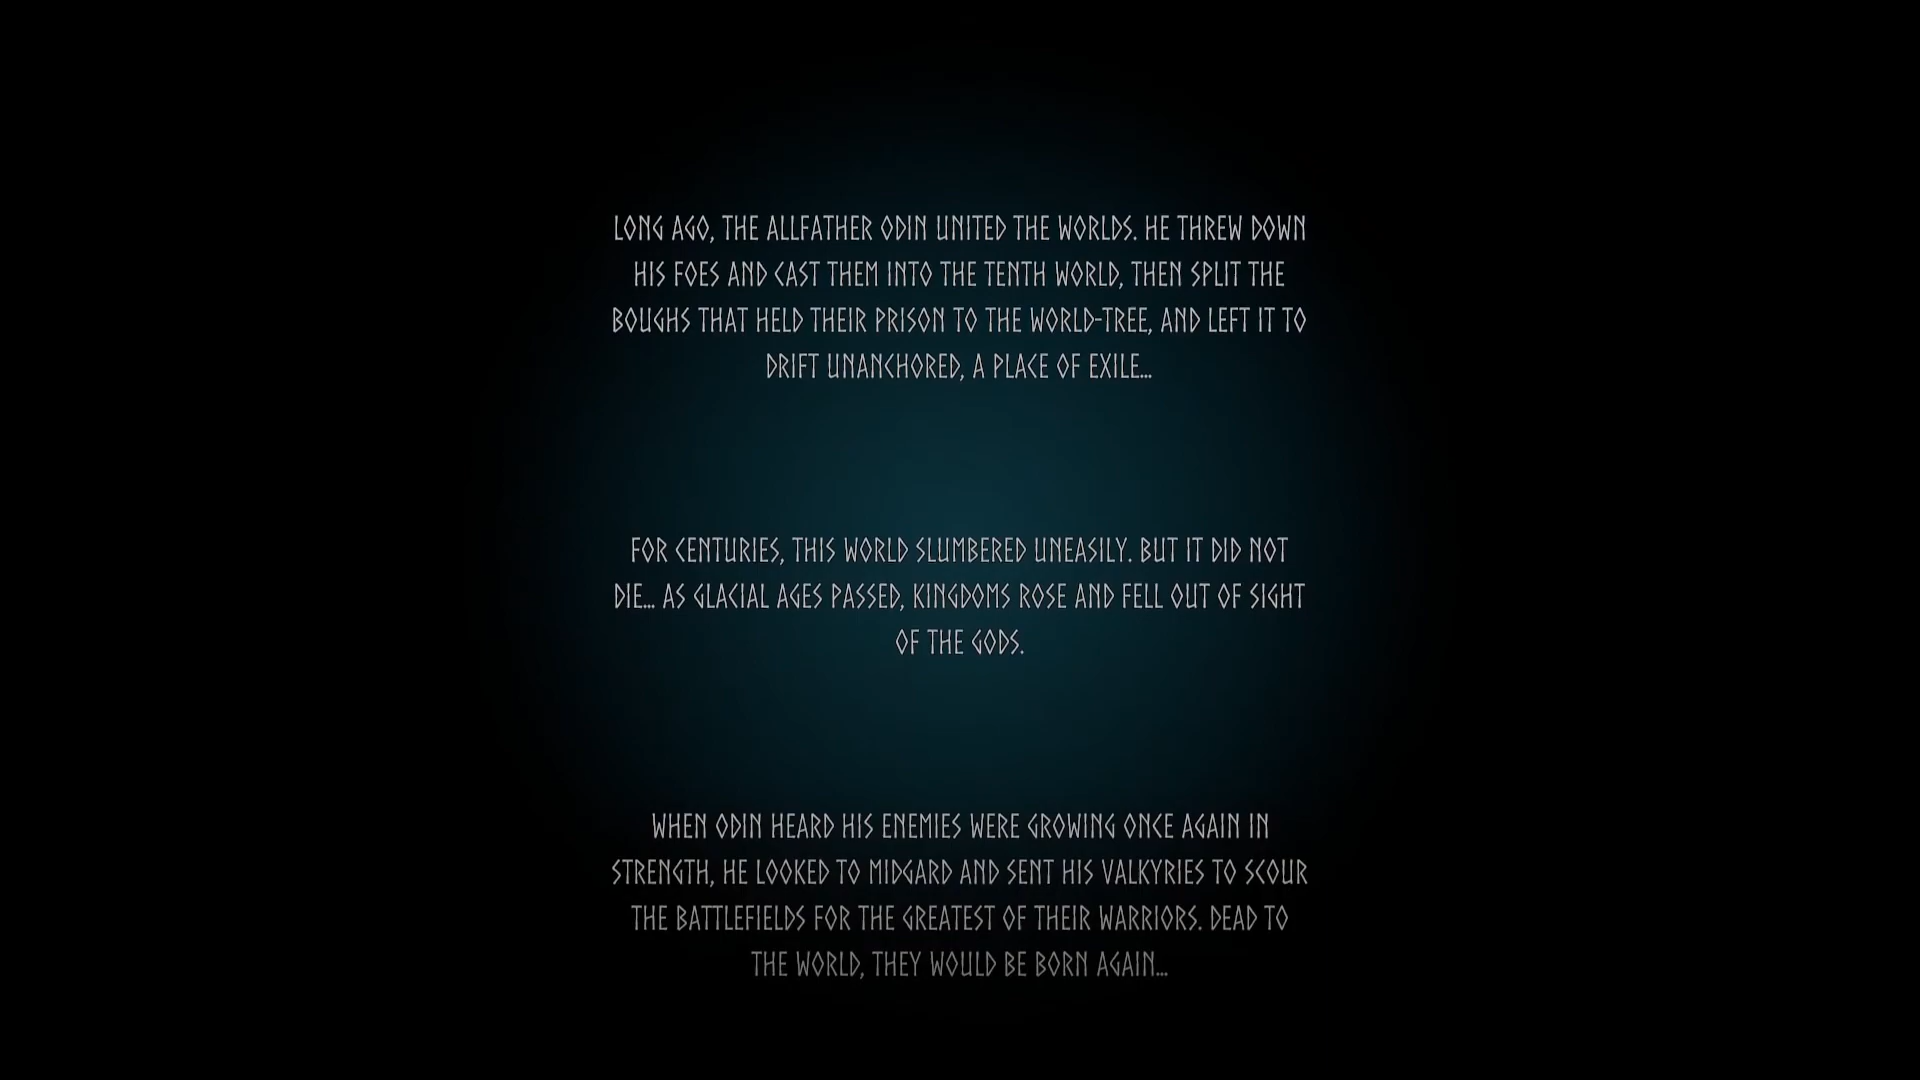 LONG AGO, THE ALLFATHER ODIN UNITED THE WORLDS. HE THREW DOWN
HIS FOES AND CAST THEM INTO THE TENTH WORLD, THEN SPLIT THE
BOUGHS THAT HELD THEIR PRISON TO THE WORLD-TREE, AND LEFT IT TO
DRIFT UNANCHORED, A PLACE OF EXILE...
FOR CENTURIES, THIS WORLD SLUMBERED UNEASILY. BUT IT DID NOT
DIE... AS GLACIAL AGES PASSED, KINGDOMS ROSE AND FELL OUT OF SIGHT
OF THE GODS.
WHEN ODIN HEARD HIS ENEMIES WERE GROWING ONCE AGAIN IN
STRENGTH, HE LOOKED TO MIDGARD AND SENT HIS VALKYRIES TO SCOUR
THE BATTLEFIELDS FOR THE GREATEST OF THEIR WARRIORS. DEAD TO
THE WORLD, THEY WOULD BE BORN AGAIN...